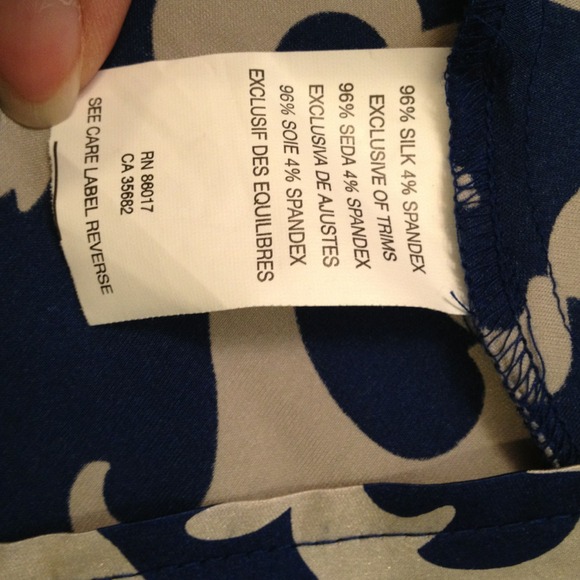 96% SILK 4% SPANDEX
EXCLUSIVE OF TRIMS
96% SEDA 4% SPANDEX
EXCLUSIVA DE AJUSTES
96% SOIE 4% SPANDEX
EXCLUSIF DES EQUILIBRES
RN 86017
CA 35682
SEE CARE LABEL REVERSE